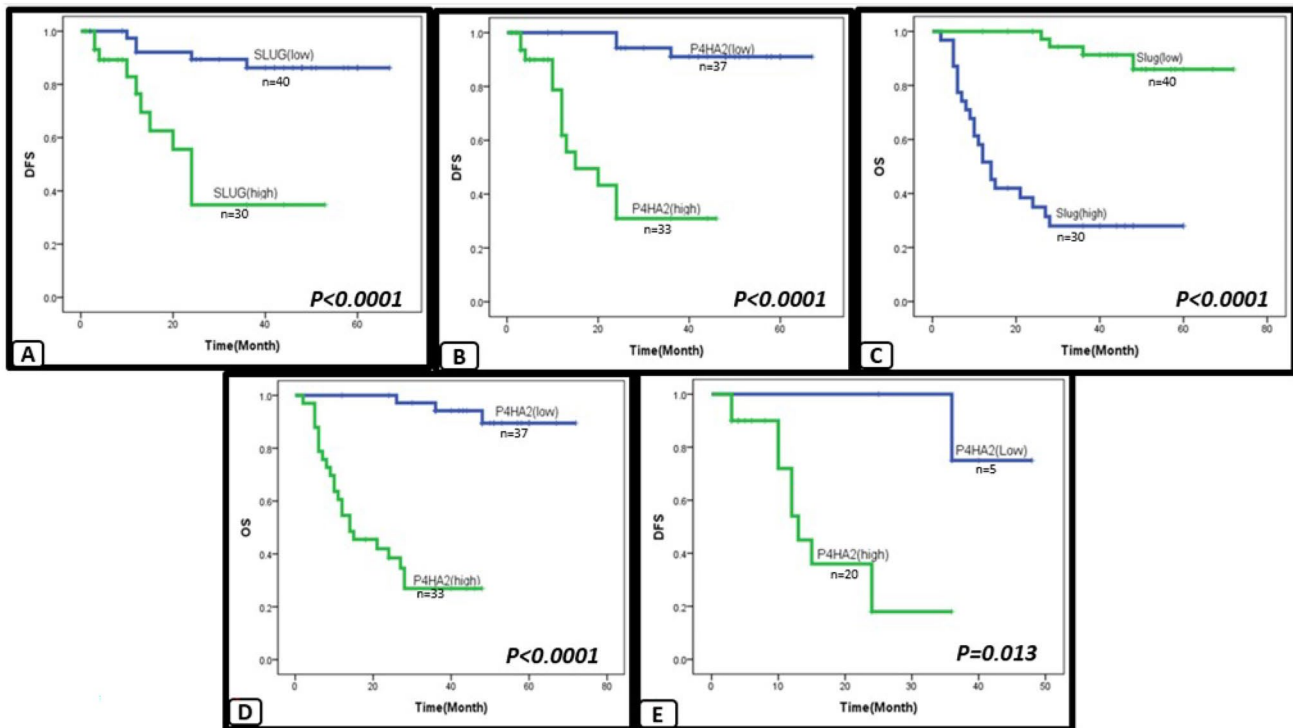 1.0
0.8
0.6
0.4
0.2
0.0
DFS
SLUG(low)
n=40
SLUG(high)
n=30
P<0.0001
0 20 40 60
Time(Month)
A
1.0
0.8
0.6
0.4
0.2
0.0
DFS
P4HA2(low)
n=37
P4HA2(high)
n=33
P<0.0001
0 20 40 60
Time(Month)
B
1.0
0.8
0.6
0.4
0.2
0.0
OS
Slug(low)
n=40
Slug(high)
n=30
P<0.0001
0 20 40 60 80
Time(Month)
C
1.0
0.8
0.6
0.4
0.2
0.0
OS
P4HA2(low)
n=37
P4HA2(high)
n=33
P<0.0001
0 20 40 60 80
Time(Month)
D
1.0
0.8
0.6
0.4
0.2
0.0
DFS
P4HA2(Low)
n=5
P4HA2(high)
n=20
P=0.013
0 10 20 30 40 50
Time(Month)
E